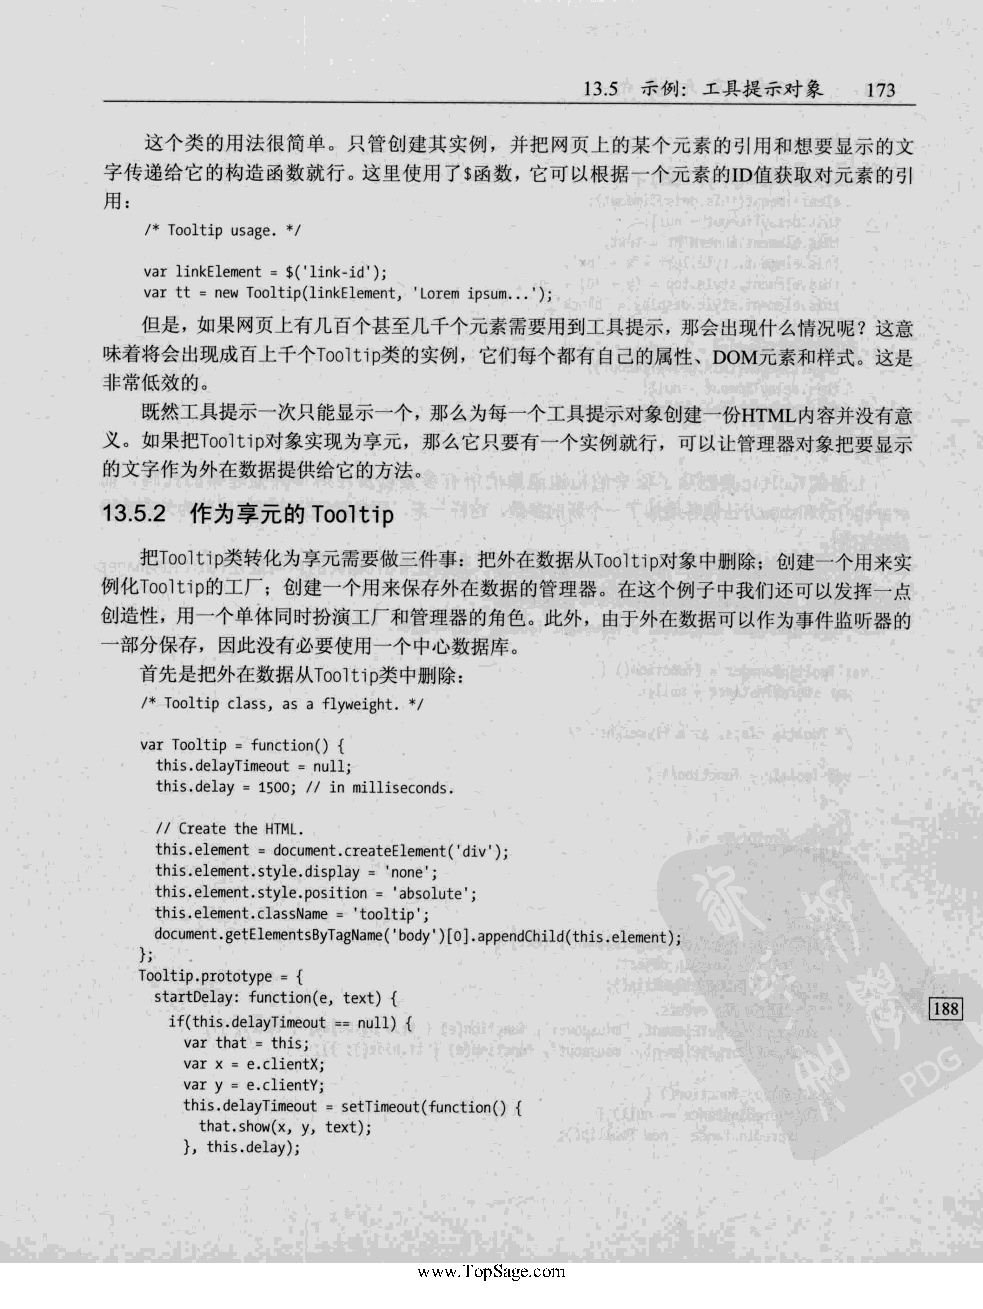 13.5 示例：工具提示对象 173
这个类的用法很简单。只管创建其实例，并把网页上的某个元素的引用和想要显示的文
字传递给它的构造函数就行。这里使用了$函数，它可以根据一个元素的ID值获取对元素的引
用：
/* Tooltip usage. */
var linkElement = $('link-id');
var tt = new Tooltip(linkElement, 'Lorem ipsum...');
但是，如果网页上有几百个甚至几千个元素需要用到工具提示，那会出现什么情况呢？这意
味着将会出现成百上千个Tooltip类的实例，它们每个都有自己的属性、DOM元素和样式。这是
非常低效的。
既然工具提示一次只能显示一个，那么为每一个工具提示对象创建一份HTML内容并没有意
义。如果把Tooltip对象实现为享元，那么它只要有一个实例就行，可以让管理器对象把要显示
的文字作为外在数据提供给它的方法。
13.5.2 作为享元的 Tooltip
把Tooltip类转化为享元需要做三件事：把外在数据从Tooltip对象中删除；创建一个用来实
例化Tooltip的工厂；创建一个用来保存外在数据的管理器。在这个例子中我们还可以发挥一点
创造性，用一个单体同时扮演工厂和管理器的角色。此外，由于外在数据可以作为事件监听器的
一部分保存，因此没有必要使用一个中心数据库。
首先是把外在数据从Tooltip类中删除：
/* Tooltip class, as a flyweight. */
var Tooltip = function() {
this.delayTimeout = null;
this.delay = 1500; // in milliseconds.
// Create the HTML.
this.element = document.createElement('div');
this.element.style.display = 'none';
this.element.style.position = 'absolute';
this.element.className = 'tooltip';
document.getElementsByTagName('body')[0].appendChild(this.element);
};
Tooltip.prototype = {
startDelay: function(e, text) {
188
if(this.delayTimeout == null) {
var that = this;
var x = e.clientX;
var y = e.clientY;
this.delayTimeout = setTimeout(function() {
that.show(x, y, text);
}, this.delay);
PDG
www.TopSage.com